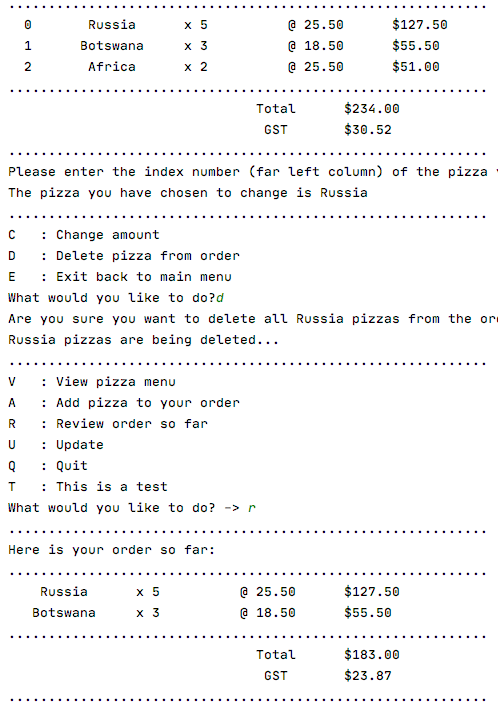 ................................................................
0 Russia x 5 @ 25.50 $127.50
1 Botswana x 3 @ 18.50 $55.50
2 Africa x 2 @ 25.50 $51.00
................................................................
Total $234.00
GST $30.52
................................................................
Please enter the index number (far left column) of the pizza
The pizza you have chosen to change is Russia
................................................................
C : Change amount
D : Delete pizza from order
E : Exit back to main menu
What would you like to do?d
Are you sure you want to delete all Russia pizzas from the
Russia pizzas are being deleted...
................................................................
V : View pizza menu
A : Add pizza to your order
R : Review order so far
U : Update
Q : Quit
T : This is a test
What would you like to do? -> r
................................................................
Here is your order so far:
................................................................
Russia x 5 @ 25.50 $127.50
Botswana x 3 @ 18.50 $55.50
................................................................
Total $183.00
GST $23.87
................................................................